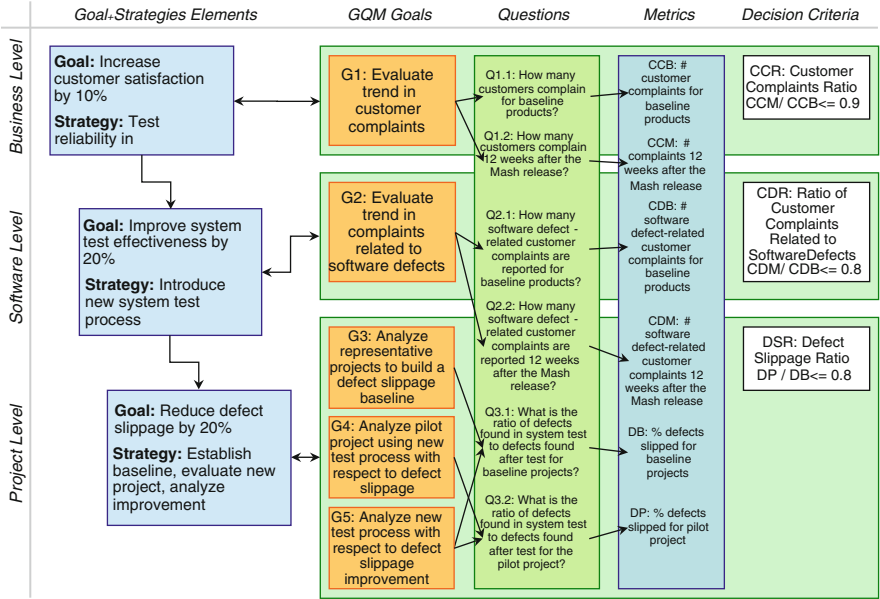 Goal+Strategies Elements
GQM Goals
Questions
Metrics
Decision Criteria
Business Level
Goal: Increase
customer satisfaction
by 10%
Strategy: Test
reliability in
G1: Evaluate
trend in
customer
complaints
Q1.1: How many
customers complain
for baseline
products?
Q1.2: How many
customers complain
12 weeks after the
Mash release?
CCB: #
customer
complaints for
baseline
products
CCM: #
complaints 12
weeks after the
Mash release
CCR: Customer
Complaints Ratio
CCM/ CCB<= 0.9
Software Level
Goal: Improve system
test effectiveness by
20%
Strategy: Introduce
new system test
process
G2: Evaluate
trend in
complaints
related to
software defects
Q2.1: How many
software defect -
related customer
complaints are
reported for
baseline products?
Q2.2: How many
software defect -
related customer
complaints are
reported 12 weeks
after the Mash
release?
CDB: #
software
defect-related
customer
complaints for
baseline
products
CDM: #
software
defect-related
customer
complaints 12
weeks after the
Mash release
CDR: Ratio of
Customer
Complaints
Related to
SoftwareDefects
CDM/ CDB<= 0.8
Project Level
Goal: Reduce defect
slippage by 20%
Strategy: Establish
baseline, evaluate new
project, analyze
improvement
G3: Analyze
representative
projects to build a
defect slippage
baseline
G4: Analyze pilot
project using new
test process with
respect to defect
slippage
G5: Analyze new
test process with
respect to defect
slippage
improvement
Q3.1: What is the
ratio of defects
found in system test
to defects found
after test for
baseline projects?
Q3.2: What is the
ratio of defects
found in system test
to defects found
after test for the
pilot project?
DB: % defects
slipped for
baseline
projects
DP: % defects
slipped for pilot
project
DSR: Defect
Slippage Ratio
DP / DB<= 0.8